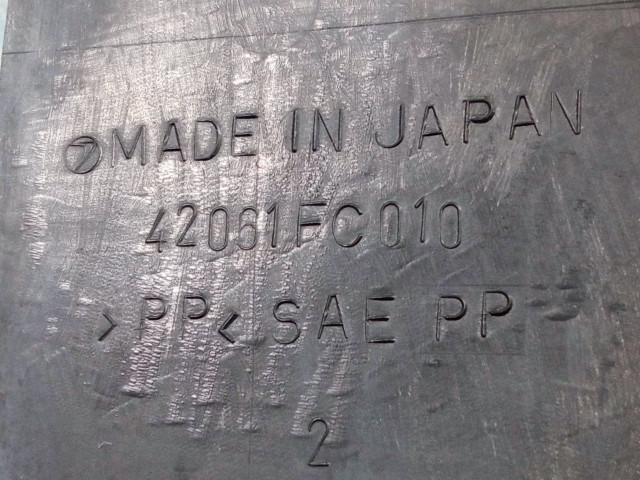 MADE IN JAPAN
42061FC010
>PP< SAE PP
2